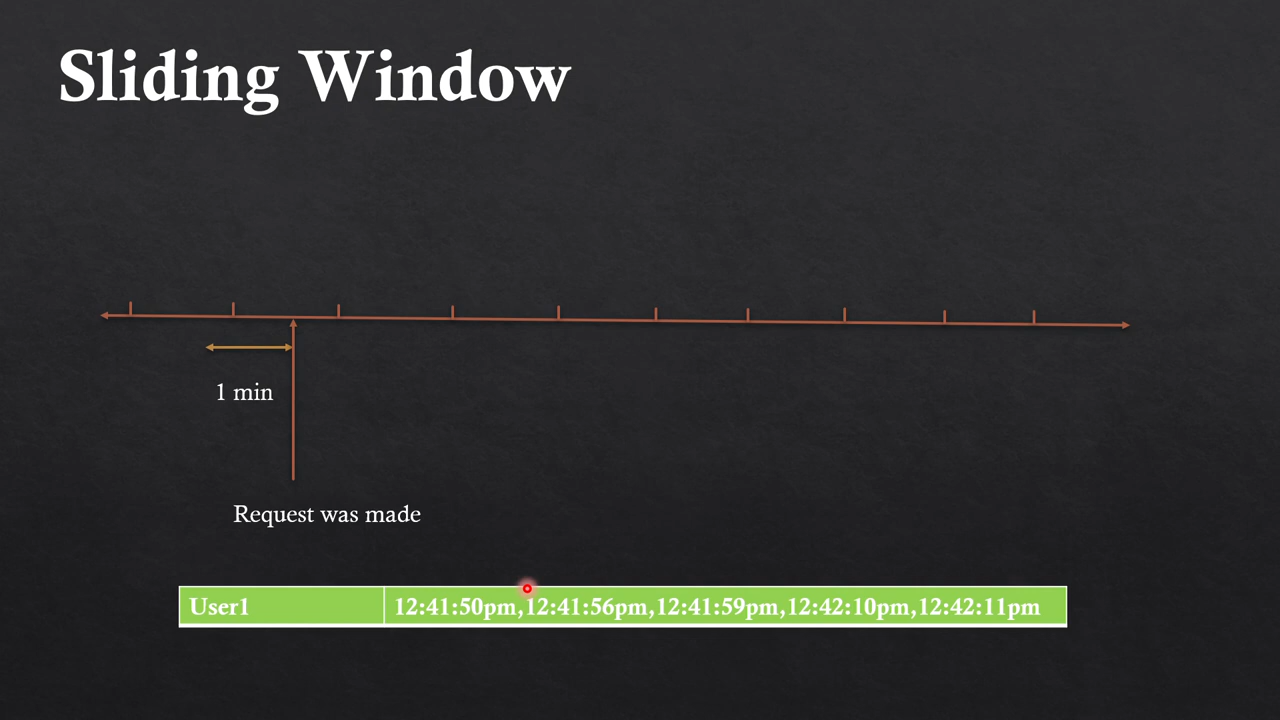 Sliding Window
1 min
Request was made
User1 12:41:50pm,12:41:56pm,12:41:59pm,12:42:10pm,12:42:11pm